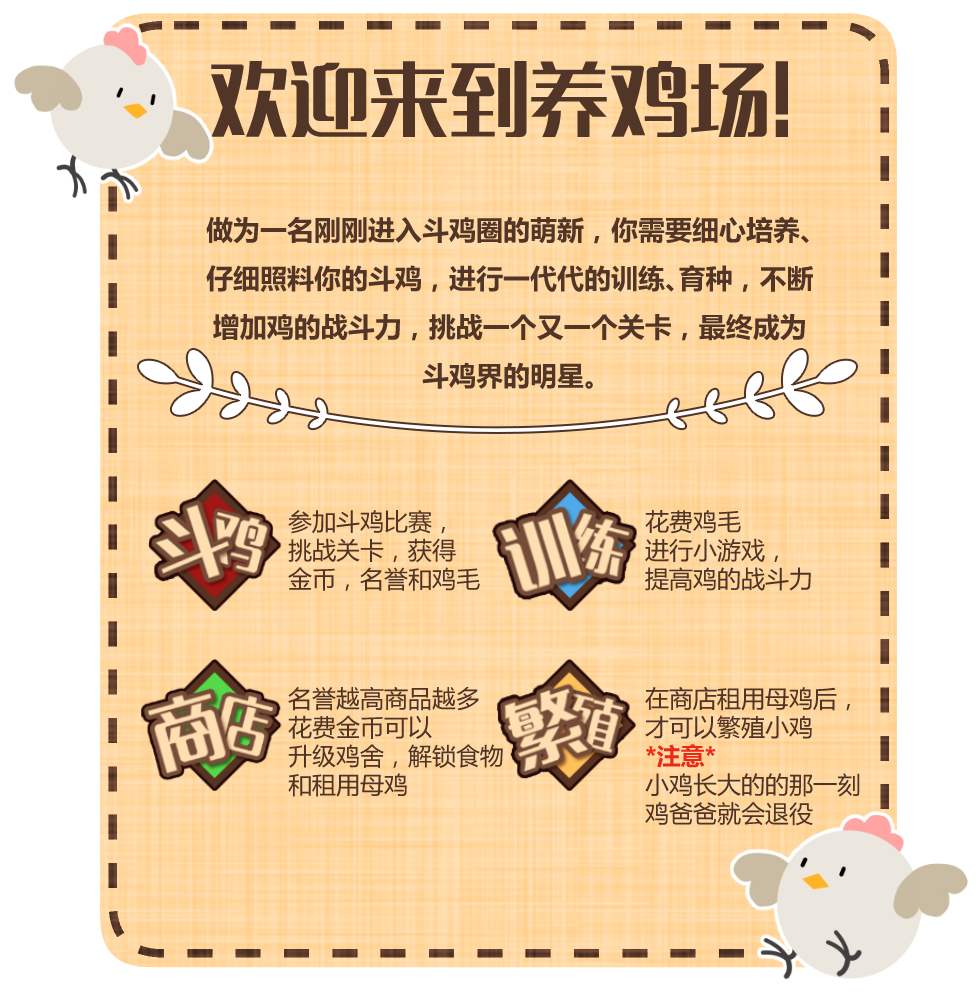 欢迎来到养鸡场!
做为一名刚刚进入斗鸡圈的萌新，你需要细心培养、
仔细照料你的斗鸡，进行一代代的训练、育种，不断
增加鸡的战斗力，挑战一个又一个关卡，最终成为
斗鸡界的明星。
斗鸡
参加斗鸡比赛，
挑战关卡，获得
金币，名誉和鸡毛
训练
花费鸡毛
进行小游戏，
提高鸡的战斗力
商店
名誉越高商品越多
花费金币可以
升级鸡舍，解锁食物
和租用母鸡
繁殖
在商店租用母鸡后，
才可以繁殖小鸡
*注意*
小鸡长大的的那一刻
鸡爸爸就会退役